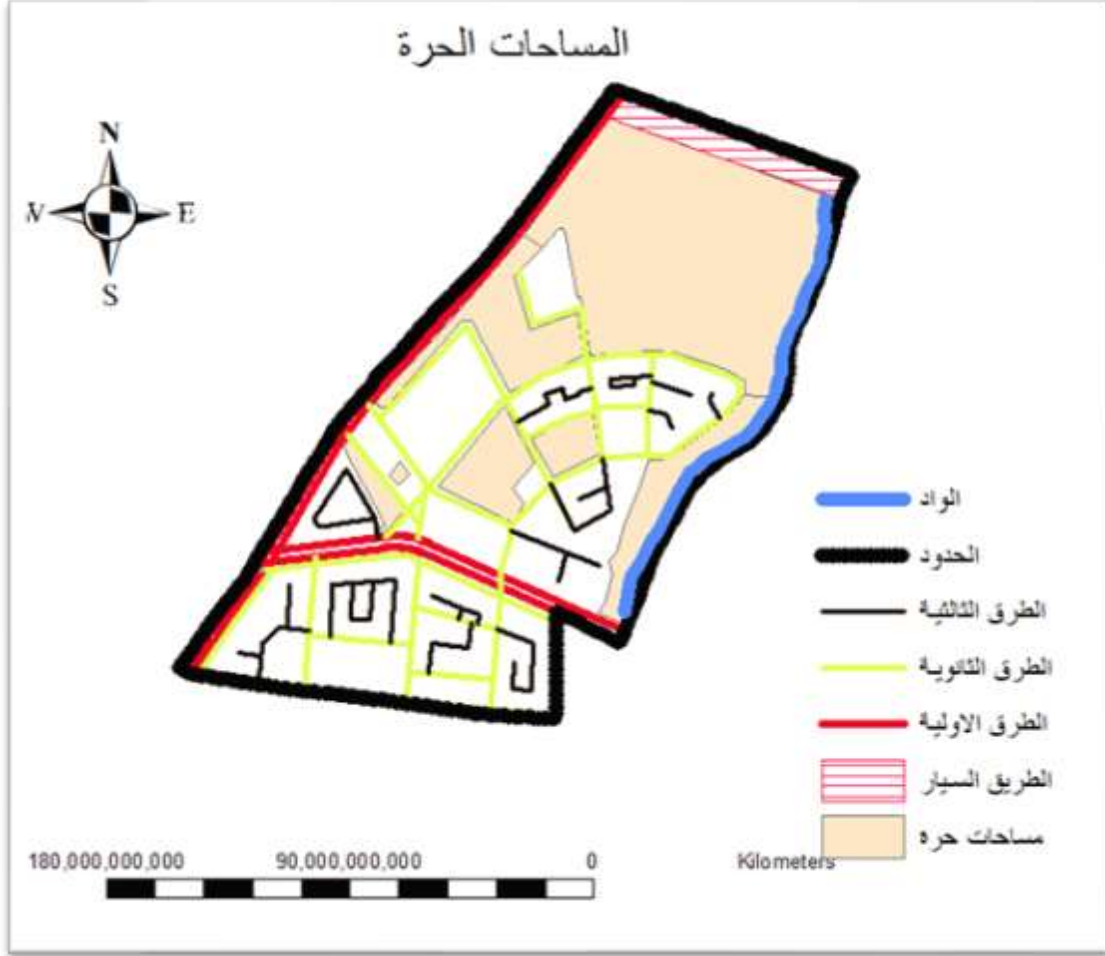 المساحات الحرة
N
W E
S
الواد
الحدود
الطرق الثالثية
الطرق الثانوية
الطرق الاولية
الطريق السيار
مساحات حره
180,000,000,000 90,000,000,000 0 Kilometers